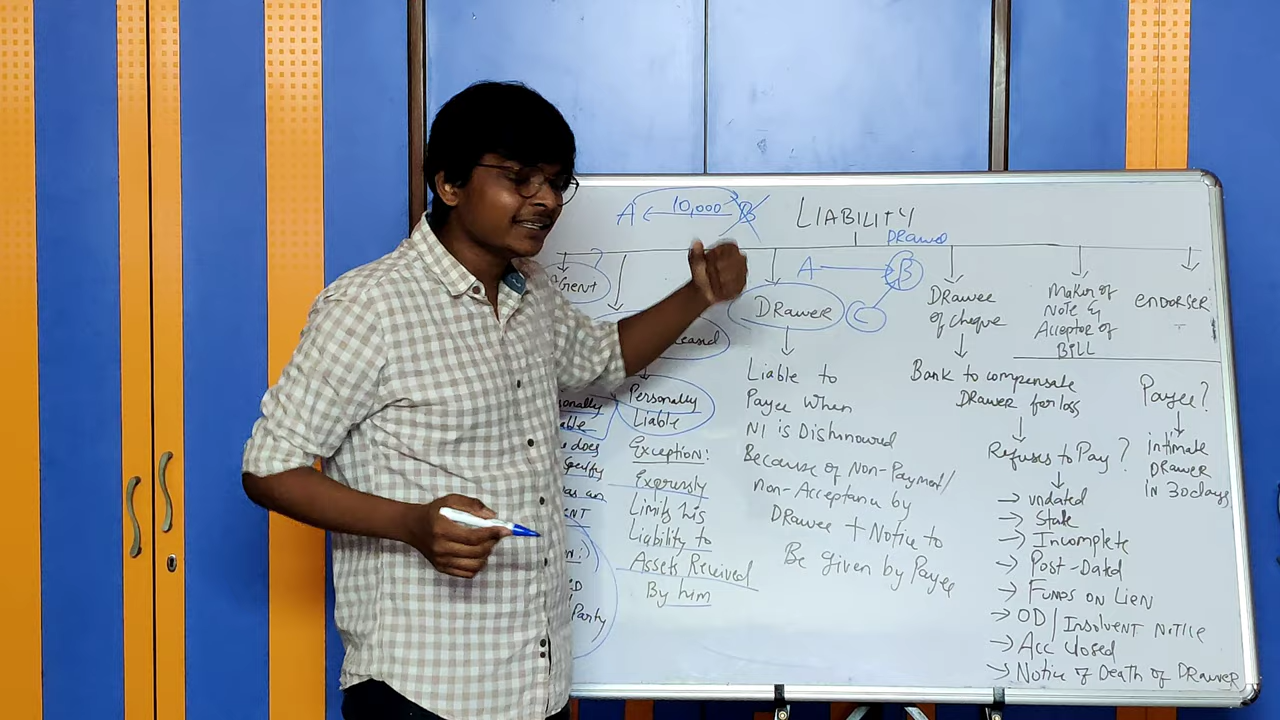 A 10,000 B
LIABILITY
DRawee
Gent
A B
C
DRawer
DRawee
of Cheque
Maker of
Note &
Acceptor of
BILL
endorser
Personally
Liable
Exception:
Expressly
Limits his
Liability to
Assets Received
By him
Liable to
Payee When
NI is Dishonoured
Because of Non-Payment/
non-Acceptance by
DRawee + Notice to
Be given by Payee
Bank to compensate
DRawer for loss
Refuses to Pay ?
→ undated
→ Stale
→ Incomplete
→ Post-Dated
→ Funds on Lien
→ OD / Insolvent Notice
→ Acc closed
→ Notice of Death of DRawer
Payee ?
intimate
DRawer
in 30 days
Party